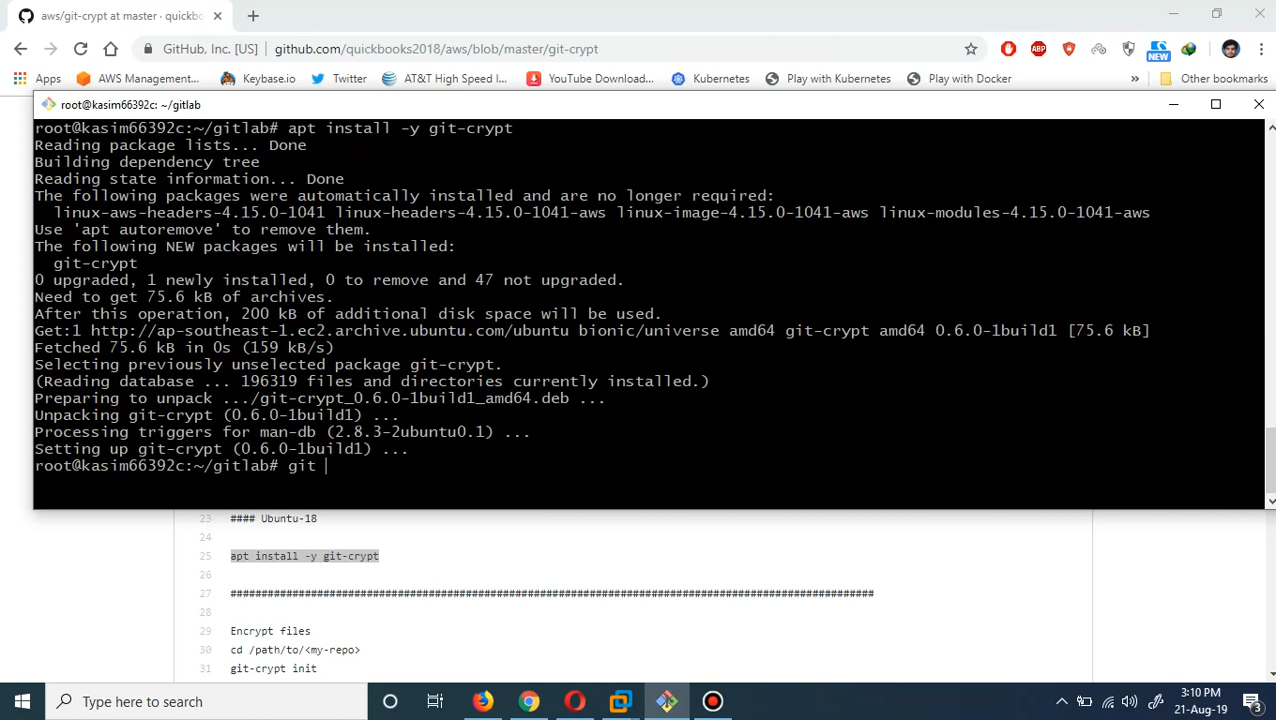 aws/git-crypt at master · quickbo
GitHub, Inc. [US]
github.com/quickbooks2018/aws/blob/master/git-crypt
NEW
Apps
AWS Management...
Keybase.io
Twitter
AT&T High Speed I...
YouTube Download...
Kubernetes
Play with Kubernetes
Play with Docker
»
Other bookmarks
root@kasim66392c: ~/gitlab
root@kasim66392c:~/gitlab# apt install -y git-crypt
Reading package lists... Done
Building dependency tree
Reading state information... Done
The following packages were automatically installed and are no longer required:
linux-aws-headers-4.15.0-1041 linux-headers-4.15.0-1041-aws linux-image-4.15.0-1041-aws linux-modules-4.15.0-1041-aws
Use 'apt autoremove' to remove them.
The following NEW packages will be installed:
git-crypt
0 upgraded, 1 newly installed, 0 to remove and 47 not upgraded.
Need to get 75.6 kB of archives.
After this operation, 200 kB of additional disk space will be used.
Get:1 http://ap-southeast-1.ec2.archive.ubuntu.com/ubuntu bionic/universe amd64 git-crypt amd64 0.6.0-1build1 [75.6 kB]
Fetched 75.6 kB in 0s (159 kB/s)
Selecting previously unselected package git-crypt.
(Reading database ... 196319 files and directories currently installed.)
Preparing to unpack .../git-crypt_0.6.0-1build1_amd64.deb ...
Unpacking git-crypt (0.6.0-1build1) ...
Processing triggers for man-db (2.8.3-2ubuntu0.1) ...
Setting up git-crypt (0.6.0-1build1) ...
root@kasim66392c:~/gitlab# git
23 #### Ubuntu-18
24
25 apt install -y git-crypt
26
27 ########################################################################################################
28
29 Encrypt files
30 cd /path/to/<my-repo>
31 git-crypt init
Type here to search
3:10 PM
21-Aug-19
3